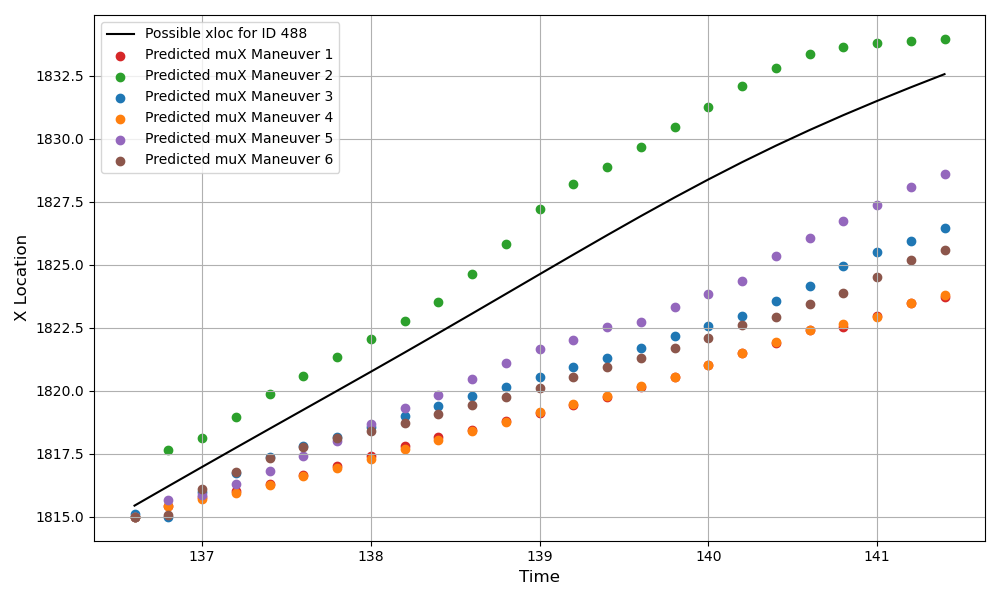 Possible xloc for ID 488
Predicted muX Maneuver 1
Predicted muX Maneuver 2
Predicted muX Maneuver 3
Predicted muX Maneuver 4
Predicted muX Maneuver 5
Predicted muX Maneuver 6
1832.5
1830.0
1827.5
1825.0
1822.5
1820.0
1817.5
1815.0
X Location
137 138 139 140 141
Time